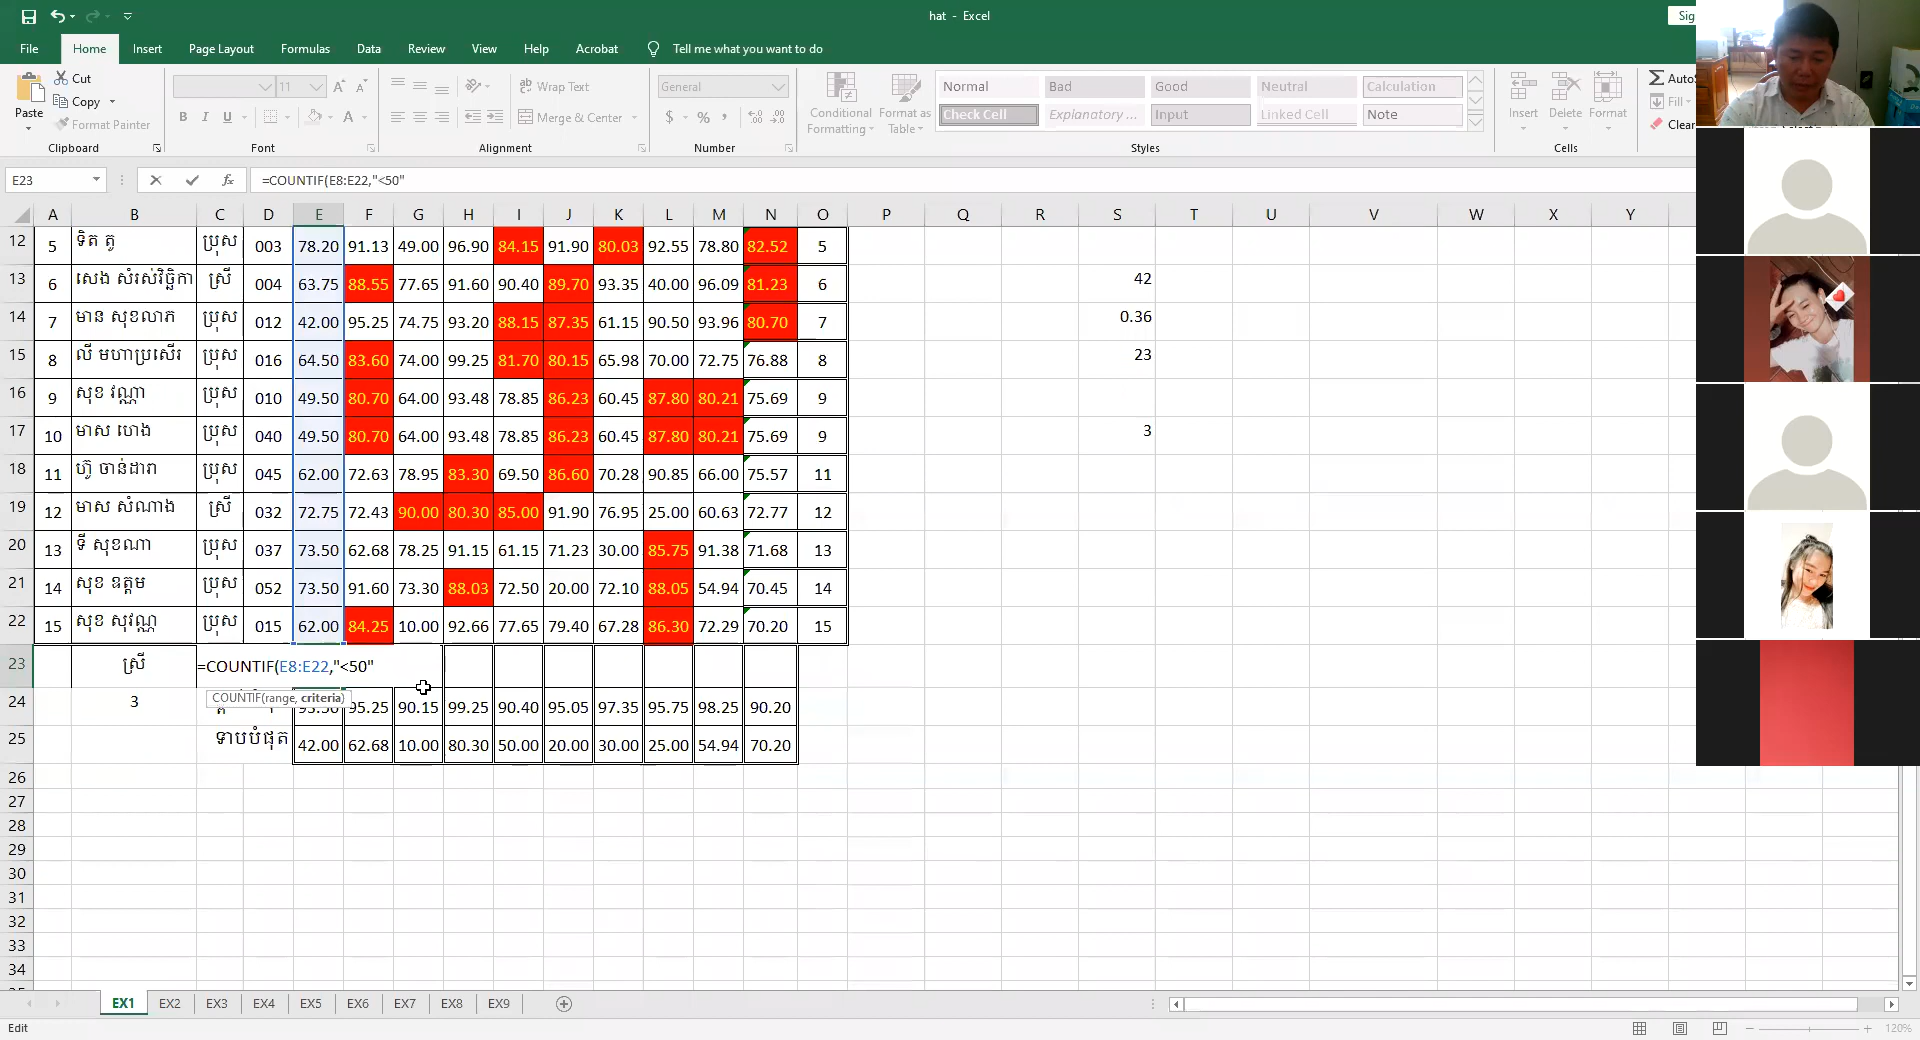 hat - Excel
Sig
File Home Insert Page Layout Formulas Data Review View Help Acrobat Tell me what you want to do
Paste Cut Copy Format Painter
11
Wrap Text
Merge & Center
General
Conditional Formatting
Format as Table
Normal Bad Good Neutral Calculation
Check Cell Explanatory ... Input Linked Cell Note
Insert Delete Format
Auto
Fill
Clear
Clipboard Font Alignment Number Styles Cells
E23 =COUNTIF(E8:E22,"<50"
A B C D E F G H I J K L M N O P Q R S T U V W X Y
12 5 ទិត តូ ប្រុស 003 78.20 91.13 49.00 96.90 84.15 91.90 80.03 92.55 78.80 82.52 5
13 6 សេង សំរស់វិច្ឆិកា ស្រី 004 63.75 88.55 77.65 91.60 90.40 89.70 93.35 40.00 96.09 81.23 6 42
14 7 មាន សុខលាភ ប្រុស 012 42.00 95.25 74.75 93.20 88.15 87.35 61.15 90.50 93.96 80.70 7 0.36
15 8 លី មហាប្រសើរ ប្រុស 016 64.50 83.60 74.00 99.25 81.70 80.15 65.98 70.00 72.75 76.88 8 23
16 9 សុខ វណ្ណា ប្រុស 010 49.50 80.70 64.00 93.48 78.85 86.23 60.45 87.80 80.21 75.69 9
17 10 មាស ហេង ប្រុស 040 49.50 80.70 64.00 93.48 78.85 86.23 60.45 87.80 80.21 75.69 9 3
18 11 ហ៊ូ ចាន់ដារា ប្រុស 045 62.00 72.63 78.95 83.30 69.50 86.60 70.28 90.85 66.00 75.57 11
19 12 មាស សំណាង ស្រី 032 72.75 72.43 90.00 80.30 85.00 91.90 76.95 25.00 60.63 72.77 12
20 13 ទី សុខណា ប្រុស 037 73.50 62.68 78.25 91.15 61.15 71.23 30.00 85.75 91.38 71.68 13
21 14 សុខ ឧត្តម ប្រុស 052 73.50 91.60 73.30 88.03 72.50 20.00 72.10 88.05 54.94 70.45 14
22 15 សុខ សុវណ្ណ ប្រុស 015 62.00 84.25 10.00 92.66 77.65 79.40 67.28 86.30 72.29 70.20 15
23 ស្រី =COUNTIF(E8:E22,"<50"
COUNTIF(range, criteria)
24 3 95.25 90.15 99.25 90.40 95.05 97.35 95.75 98.25 90.20
25 ទាបបំផុត 42.00 62.68 10.00 80.30 50.00 20.00 30.00 25.00 54.94 70.20
26
27
28
29
30
31
32
33
34
EX1 EX2 EX3 EX4 EX5 EX6 EX7 EX8 EX9
Edit 120%